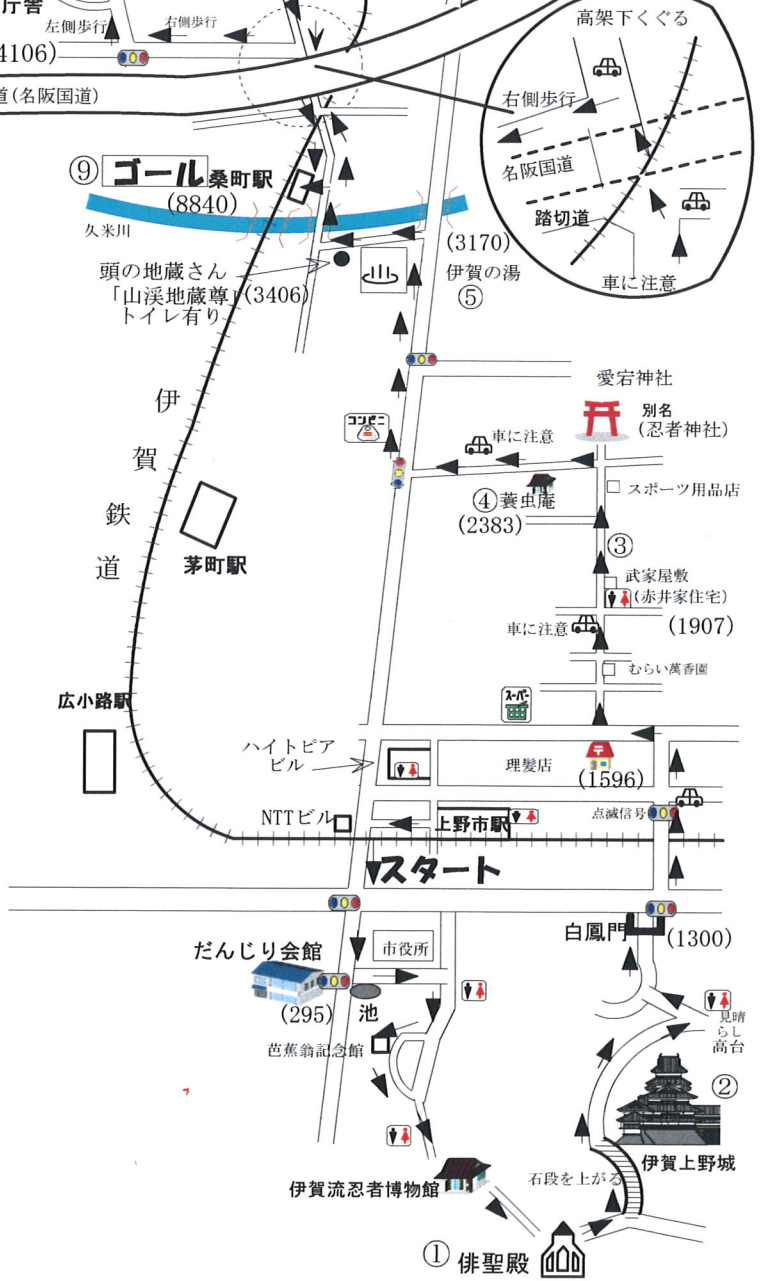 庁舎
左側歩行
右側歩行
4106)
道(名阪国道)
高架下くぐる
右側歩行
名阪国道
踏切道
車に注意
⑨ ゴール
桑町駅
(8840)
久米川
(3170)
伊賀の湯
⑤
頭の地蔵さん
「山渓地蔵尊」(3406)
トイレ有り
愛宕神社
別名
(忍者神社)
伊賀鉄道
コンビニ
車に注意
④蓑虫庵
(2383)
スポーツ用品店
③
武家屋敷
(赤井家住宅)
(1907)
茅町駅
車に注意
むらい萬香園
広小路駅
スーパー
ハイトピア
ビル
理髪店
〒
(1596)
NTTビル
上野市駅
点滅信号
スタート
白鳳門
(1300)
だんじり会館
市役所
(295)
池
芭蕉翁記念館
見晴
らし
高台
②
伊賀上野城
石段を上がる
伊賀流忍者博物館
①俳聖殿